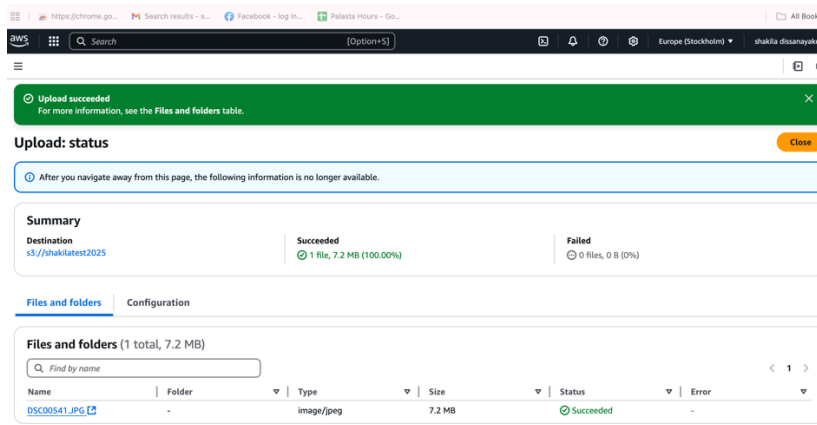 https://chrome.go... Search results - s... Facebook - log in... Palasta Hours - Go... All Book
aws Search [Option+S] Europe (Stockholm) shakila dissanayake
Upload succeeded
For more information, see the Files and folders table.
Upload: status Close
After you navigate away from this page, the following information is no longer available.
Summary
Destination Succeeded Failed
s3://shakilatest2025 1 file, 7.2 MB (100.00%) 0 files, 0 B (0%)
Files and folders Configuration
Files and folders (1 total, 7.2 MB)
Find by name 1
Name Folder Type Size Status Error
DSC00541.JPG - image/jpeg 7.2 MB Succeeded -